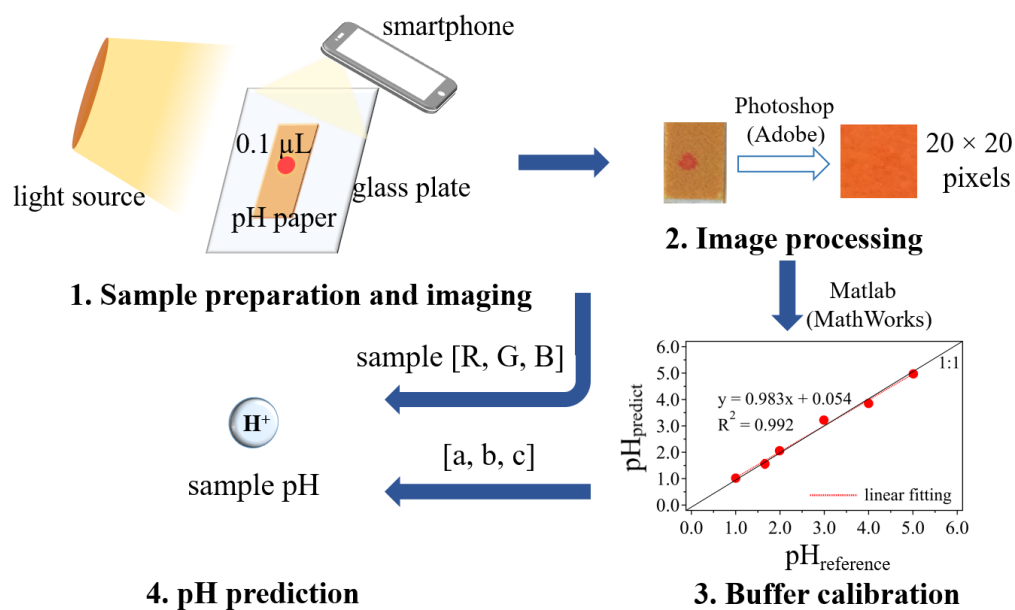 smartphone
light source
0.1 µL
pH paper
glass plate
1. Sample preparation and imaging
Photoshop
(Adobe)
20 × 20
pixels
2. Image processing
Matlab
(MathWorks)
6.0
5.0
4.0
3.0
2.0
1.0
0.0
pHpredict
y = 0.983x + 0.054
R² = 0.992
1:1
linear fitting
0.0 1.0 2.0 3.0 4.0 5.0 6.0
pHreference
3. Buffer calibration
sample [R, G, B]
[a, b, c]
H⁺
sample pH
4. pH prediction